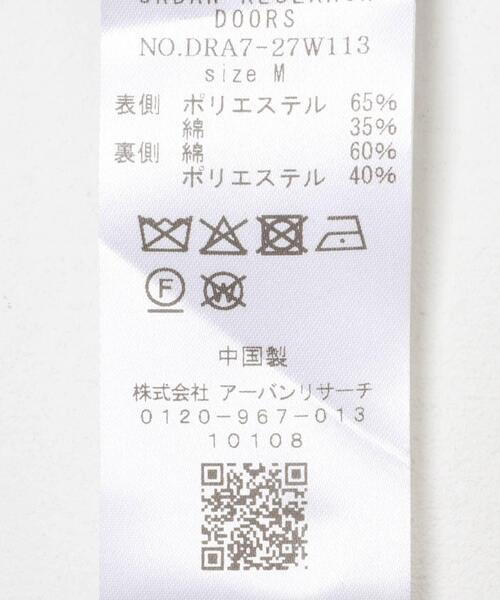 URBAN RESEARCH
DOORS
NO.DRA7-27W113
size M
表側 ポリエステル 65%
綿 35%
裏側 綿 60%
ポリエステル 40%
F
W
中国製
株式会社 アーバンリサーチ
0120-967-013
10108